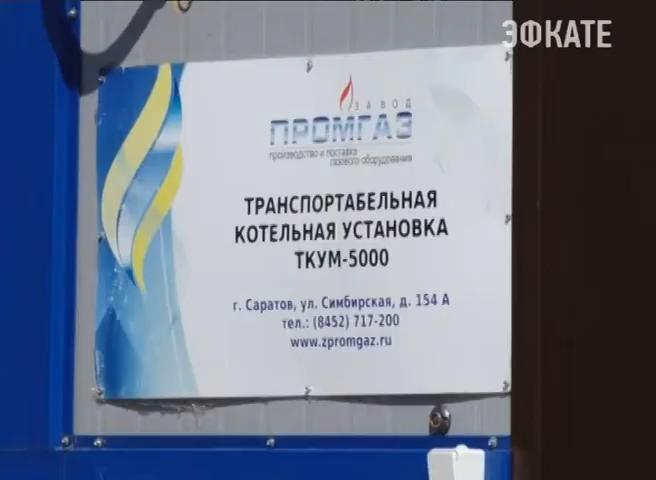 ЭФКАТЕ
ЗАВОД
ПРОМГАЗ
производство и поставка
газового оборудования
ТРАНСПОРТАБЕЛЬНАЯ
КОТЕЛЬНАЯ УСТАНОВКА
ТКУМ-5000
г. Саратов, ул. Симбирская, д. 154 А
тел.: (8452) 717-200
www.zpromgaz.ru